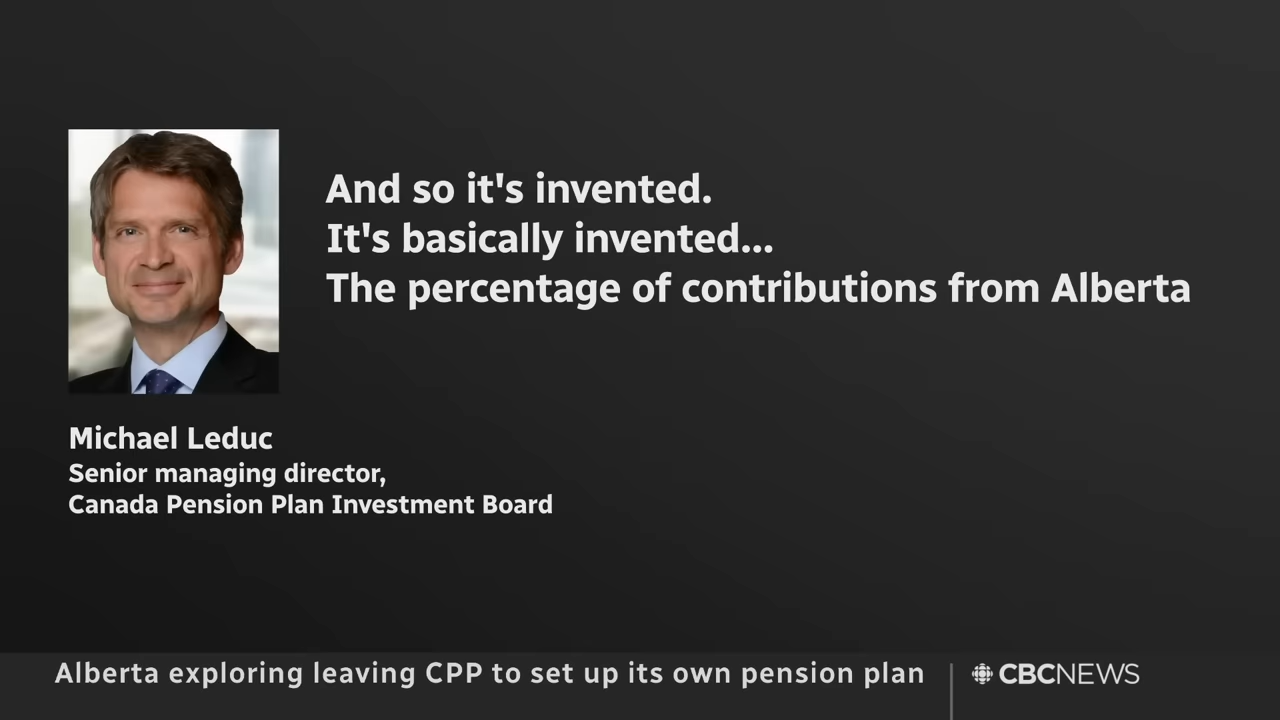 And so it's invented.
It's basically invented...
The percentage of contributions from Alberta
Michael Leduc
Senior managing director,
Canada Pension Plan Investment Board
Alberta exploring leaving CPP to set up its own pension plan
CBCNEWS